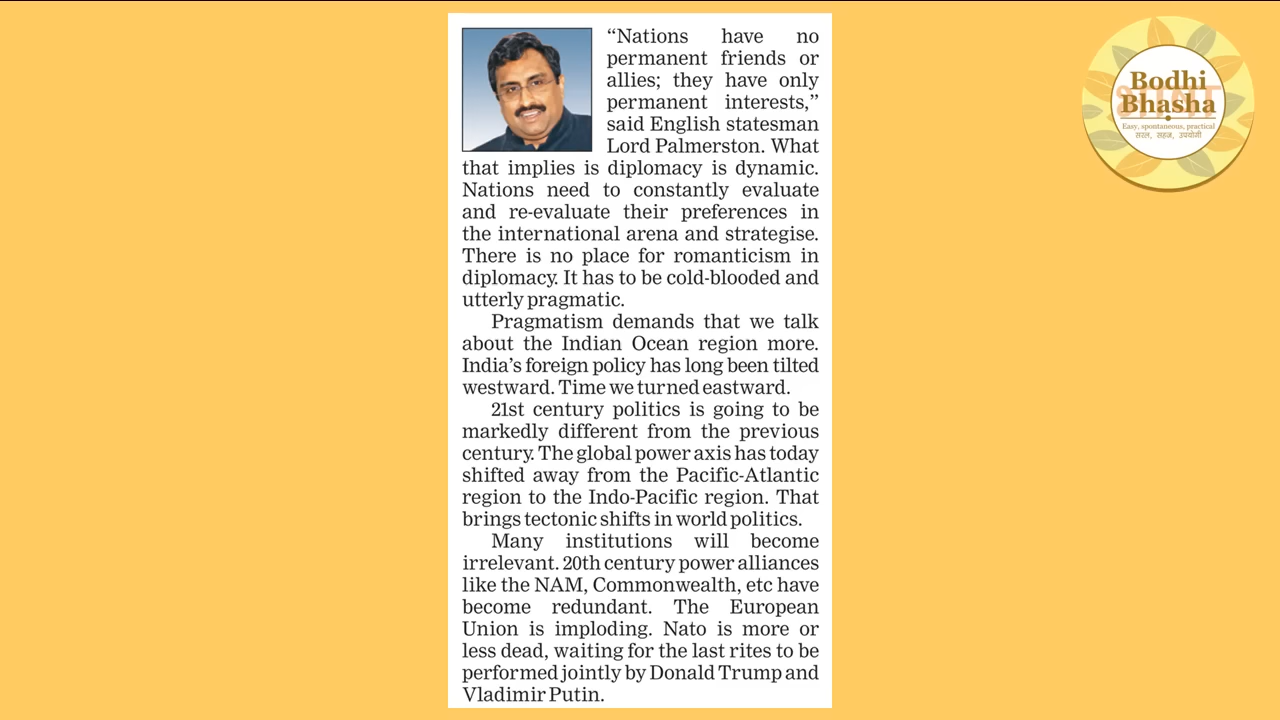 “Nations have no
permanent friends or
allies; they have only
permanent interests,”
said English statesman
Lord Palmerston. What
that implies is diplomacy is dynamic.
Nations need to constantly evaluate
and re-evaluate their preferences in
the international arena and strategise.
There is no place for romanticism in
diplomacy. It has to be cold-blooded and
utterly pragmatic.
Pragmatism demands that we talk
about the Indian Ocean region more.
India’s foreign policy has long been tilted
westward. Time we turned eastward.
21st century politics is going to be
markedly different from the previous
century. The global power axis has today
shifted away from the Pacific-Atlantic
region to the Indo-Pacific region. That
brings tectonic shifts in world politics.
Many institutions will become
irrelevant. 20th century power alliances
like the NAM, Commonwealth, etc have
become redundant. The European
Union is imploding. Nato is more or
less dead, waiting for the last rites to be
performed jointly by Donald Trump and
Vladimir Putin.
Bodhi
Bhasha
Easy, spontaneous, practical
सरल, सहज, उपयोगी